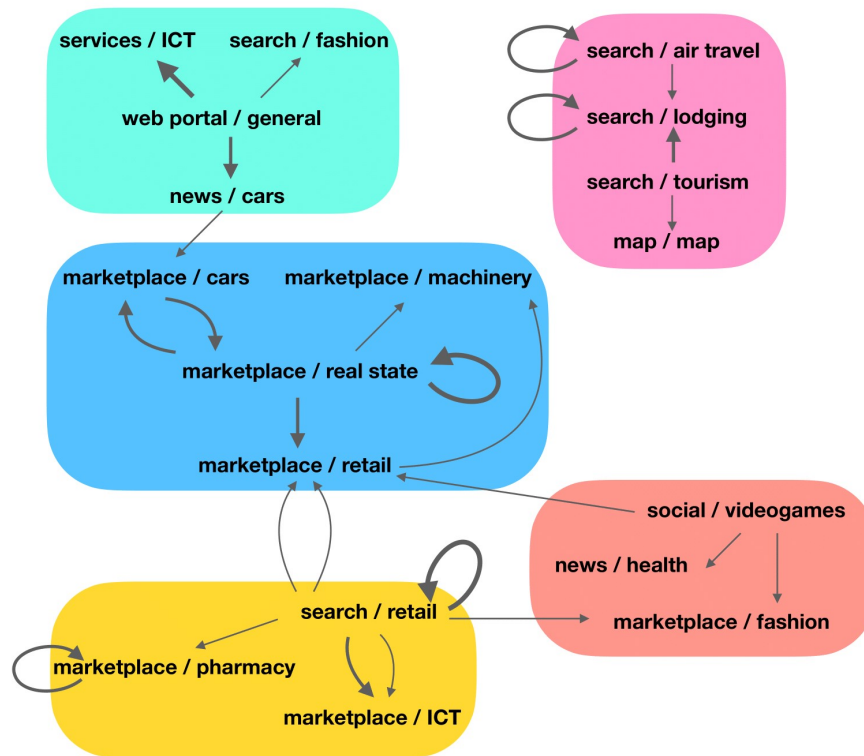 services / ICT
search / fashion
web portal / general
news / cars
search / air travel
search / lodging
search / tourism
map / map
marketplace / cars
marketplace / machinery
marketplace / real state
marketplace / retail
social / videogames
news / health
marketplace / fashion
search / retail
marketplace / pharmacy
marketplace / ICT